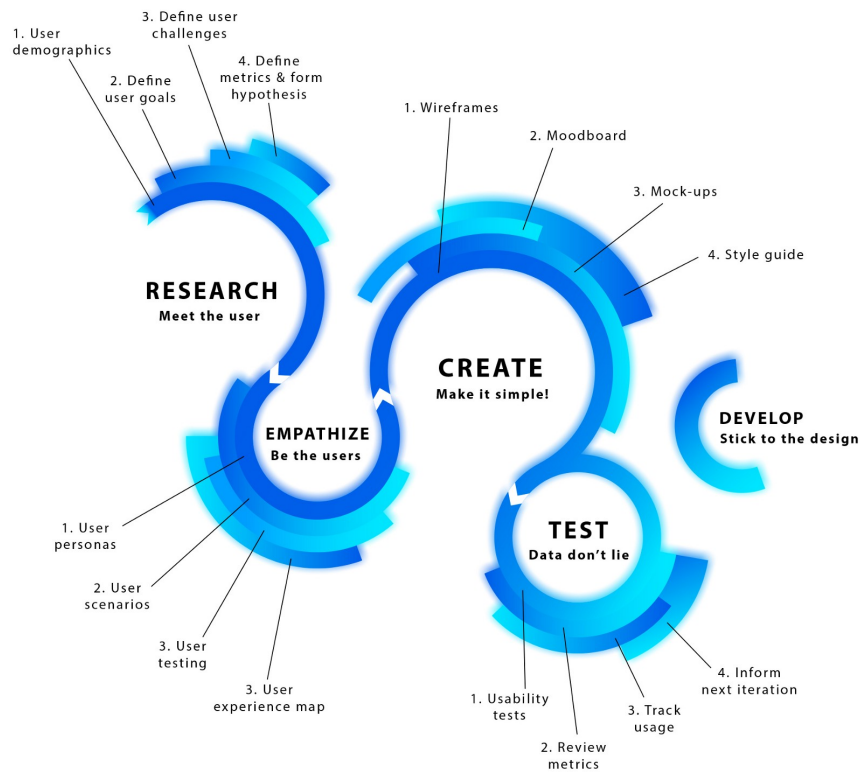 1. User
demographics
2. Define
user goals
3. Define user
challenges
4. Define
metrics & form
hypothesis
RESEARCH
Meet the user
EMPATHIZE
Be the users
1. User
personas
2. User
scenarios
3. User
testing
3. User
experience map
1. Wireframes
2. Moodboard
3. Mock-ups
4. Style guide
CREATE
Make it simple!
TEST
Data don't lie
1. Usability
tests
2. Review
metrics
3. Track
usage
4. Inform
next iteration
DEVELOP
Stick to the design